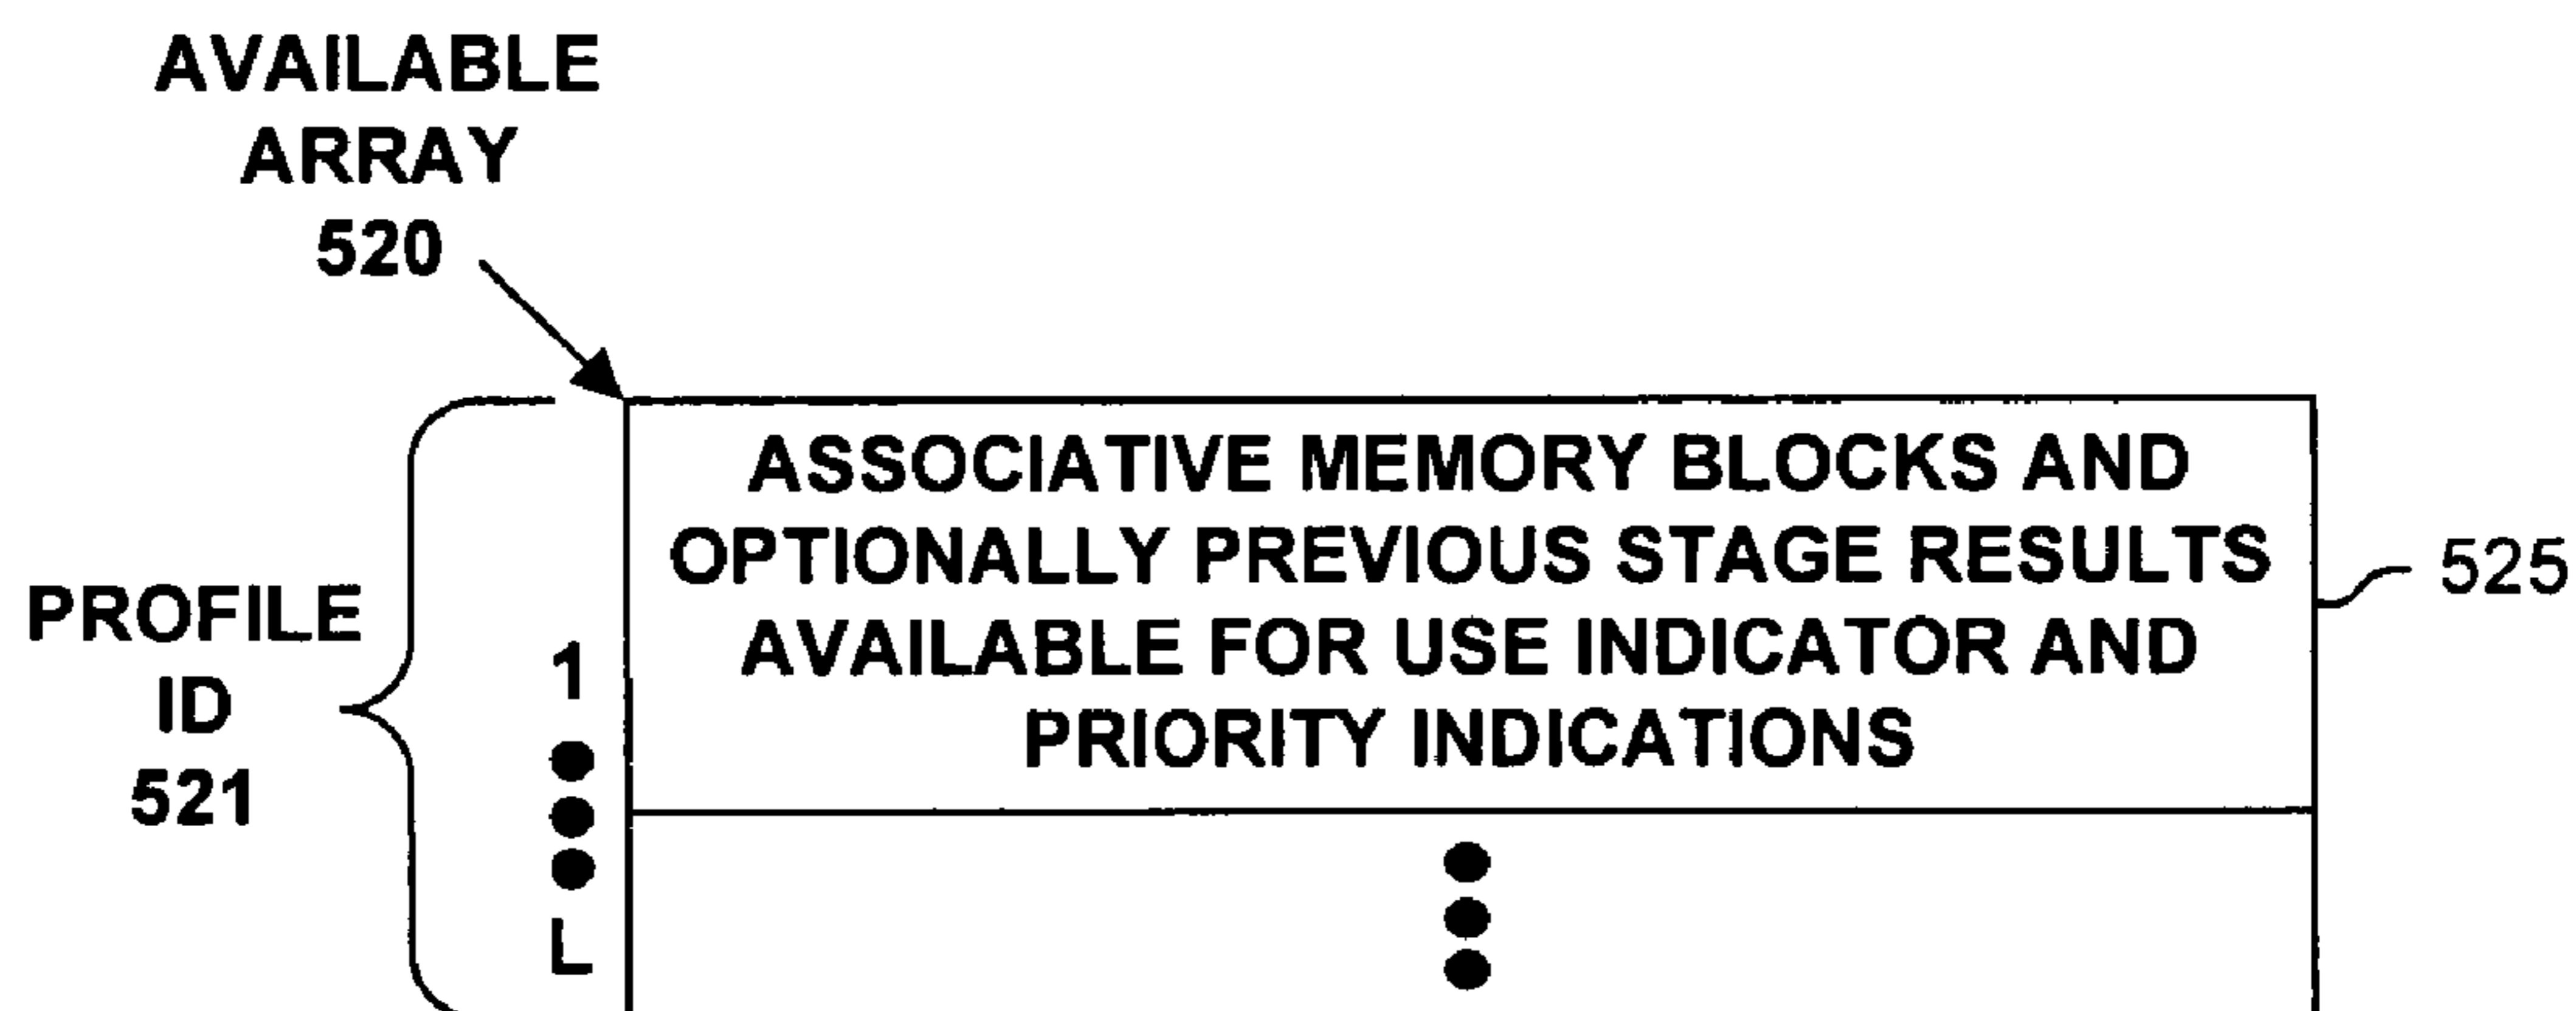 AVAILABLE
ARRAY
520
ASSOCIATIVE MEMORY BLOCKS AND
OPTIONALLY PREVIOUS STAGE RESULTS
AVAILABLE FOR USE INDICATOR AND
PRIORITY INDICATIONS
525
PROFILE
ID
521
1
L